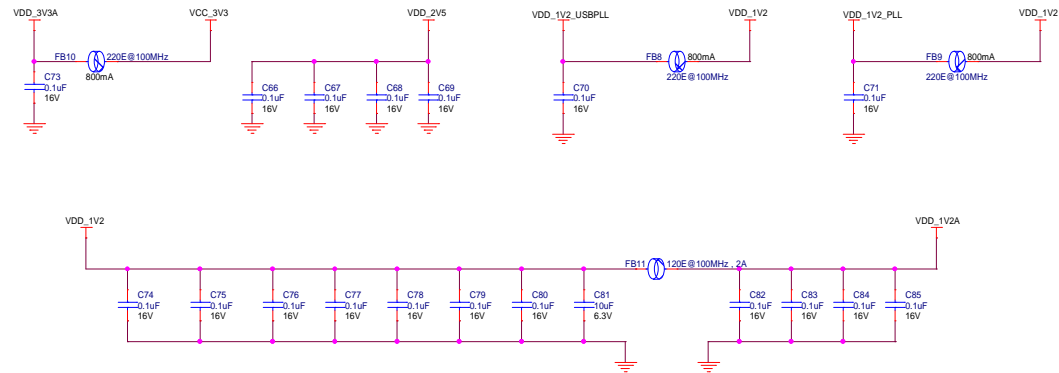 VDD_3V3A
VCC_3V3
FB10
220E@100MHz
800mA
C73
0.1uF
16V
VDD_2V5
C66
0.1uF
16V
C67
0.1uF
16V
C68
0.1uF
16V
C69
0.1uF
16V
VDD_1V2_USBPLL
VDD_1V2
FB8
800mA
220E@100MHz
C70
0.1uF
16V
VDD_1V2_PLL
VDD_1V2
FB9
800mA
220E@100MHz
C71
0.1uF
16V
VDD_1V2
VDD_1V2A
FB11
120E@100MHz , 2A
C74
0.1uF
16V
C75
0.1uF
16V
C76
0.1uF
16V
C77
0.1uF
16V
C78
0.1uF
16V
C79
0.1uF
16V
C80
0.1uF
16V
C81
10uF
6.3V
C82
0.1uF
16V
C83
0.1uF
16V
C84
0.1uF
16V
C85
0.1uF
16V